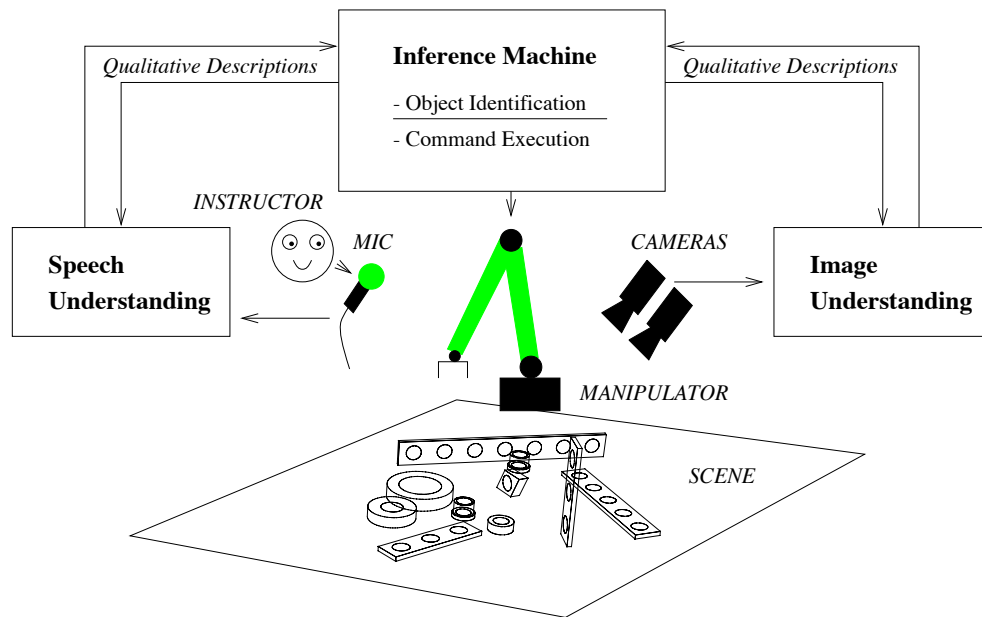 Inference Machine
- Object Identification
- Command Execution
Qualitative Descriptions
Qualitative Descriptions
INSTRUCTOR
MIC
CAMERAS
Speech
Understanding
Image
Understanding
MANIPULATOR
SCENE